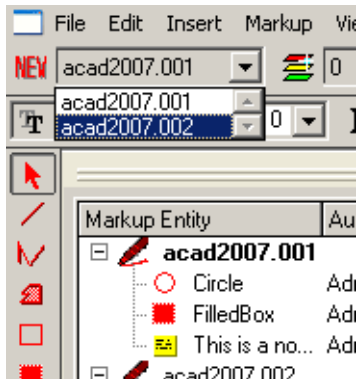 File Edit Insert Markup
NEW acad2007.001 0
acad2007.001
acad2007.002
T 0
Markup Entity
acad2007.001
Circle
FilledBox
This is a no...
acad2007.002